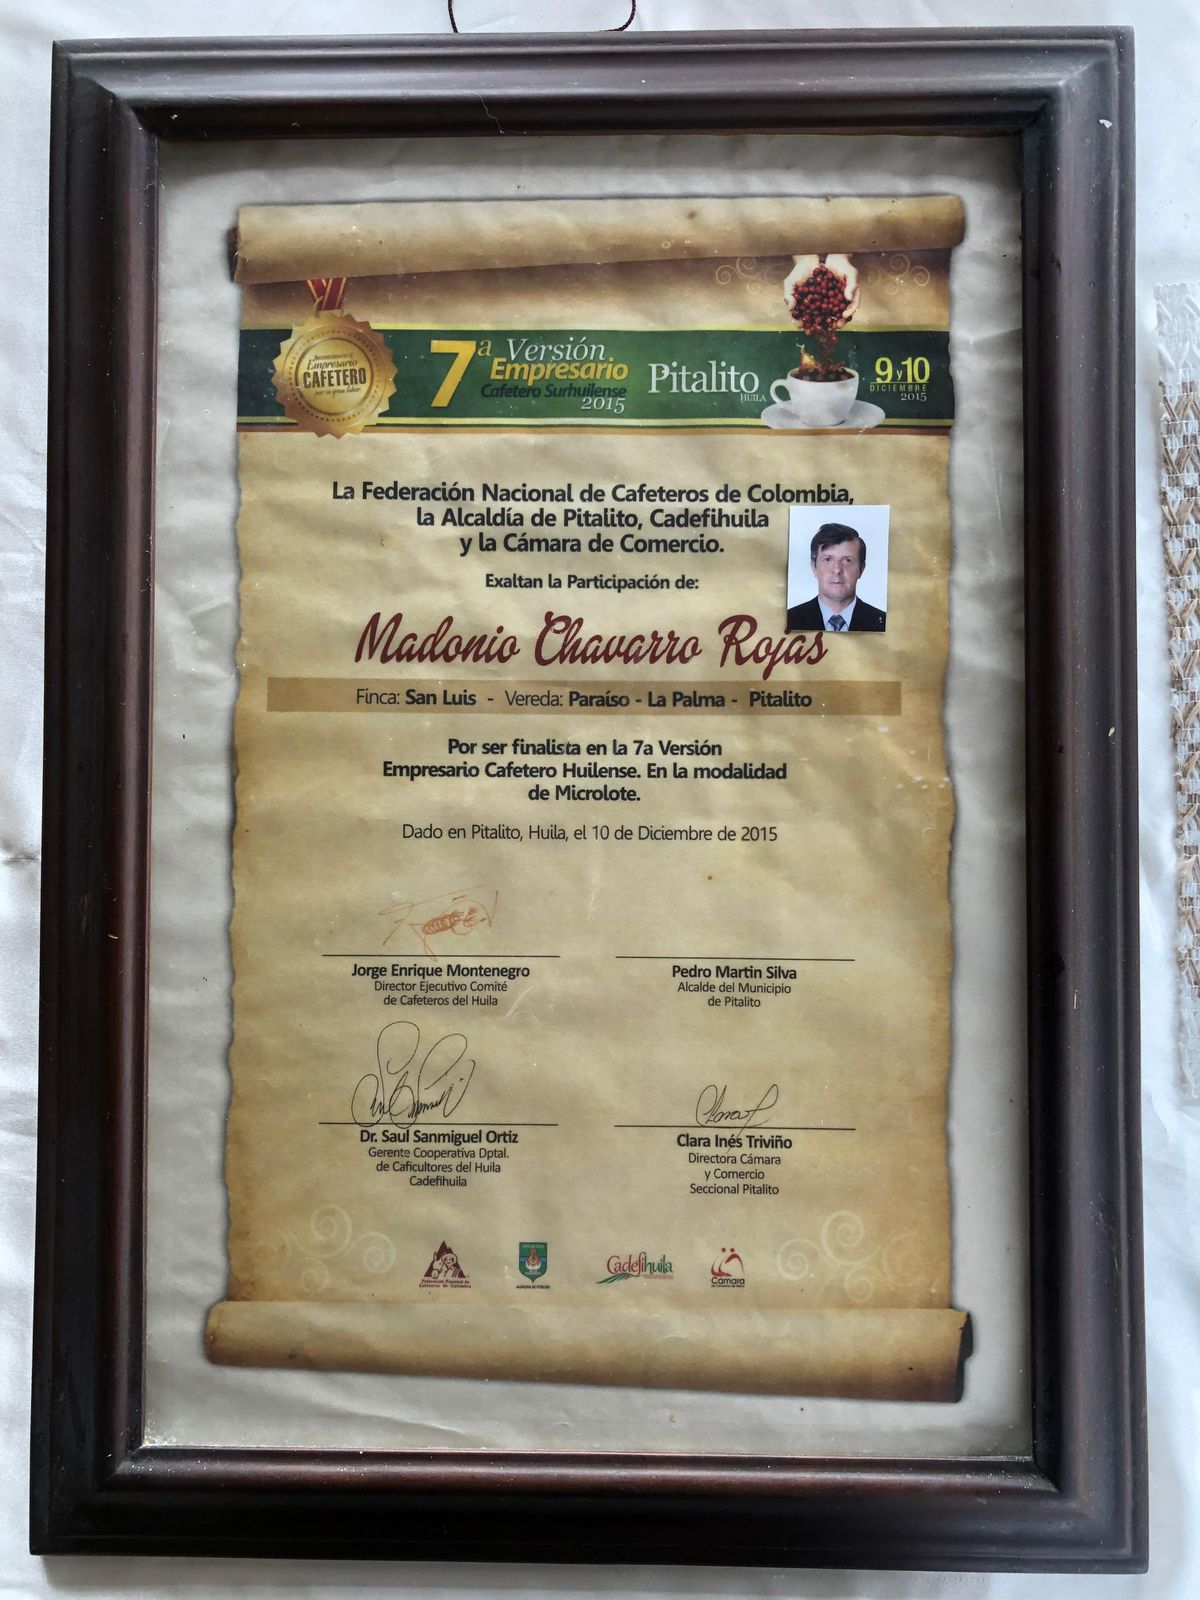 Reconocimiento al
Empresario
CAFETERO
por su gran labor
7a Versión
Empresario
Cafetero Surhuilense
2015
Pitalito
HUILA
9 y 10
DICIEMBRE
2015
La Federación Nacional de Cafeteros de Colombia,
la Alcaldía de Pitalito, Cadefihuila
y la Cámara de Comercio.
Exaltan la Participación de:
Madonio Chavarro Rojas
Finca: San Luis - Vereda: Paraíso - La Palma - Pitalito
Por ser finalista en la 7a Versión
Empresario Cafetero Huilense. En la modalidad
de Microlote.
Dado en Pitalito, Huila, el 10 de Diciembre de 2015
Jorge Enrique Montenegro
Director Ejecutivo Comité
de Cafeteros del Huila
Pedro Martin Silva
Alcalde del Municipio
de Pitalito
Dr. Saul Sanmiguel Ortiz
Gerente Cooperativa Dptal.
de Caficultores del Huila
Cadefihuila
Clara Inés Triviño
Directora Cámara
y Comercio
Seccional Pitalito
Federación Nacional de
Cafeteros de Colombia
PITALITO
ALCALDIA DE PITALITO
Cadefihuila
Cámara